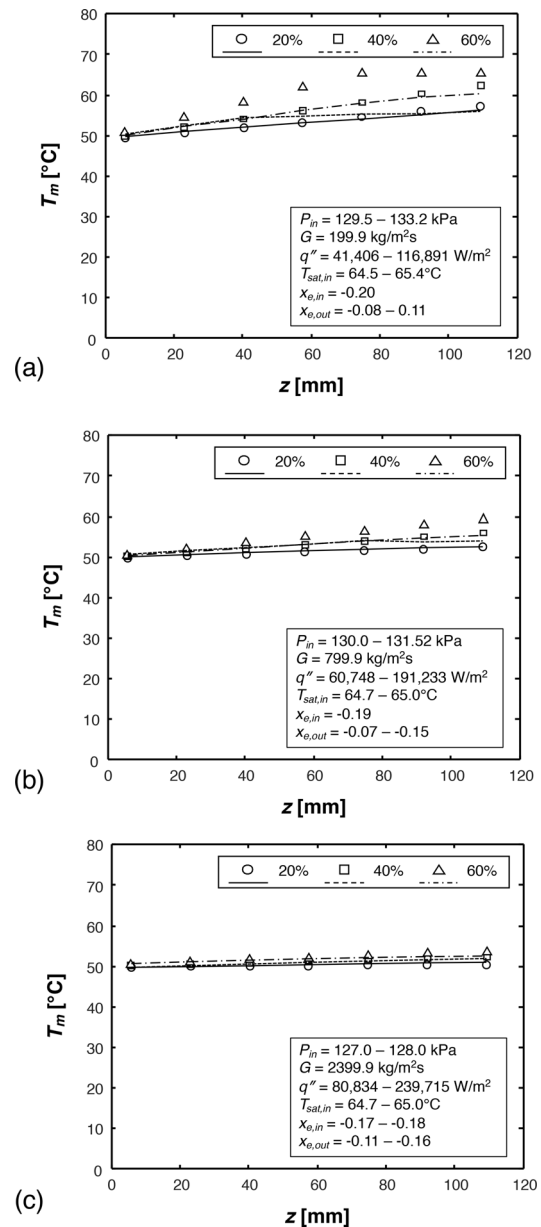 80
70
60
50
40
30
20
10
0
T_m [°C]
20% 40% 60%
P_in = 129.5 – 133.2 kPa
G = 199.9 kg/m²s
q″ = 41,406 – 116,891 W/m²
T_sat,in = 64.5 – 65.4°C
x_e,in = -0.20
x_e,out = -0.08 – 0.11
0 20 40 60 80 100 120
(a)
z [mm]
80
70
60
50
40
30
20
10
0
T_m [°C]
20% 40% 60%
P_in = 130.0 – 131.52 kPa
G = 799.9 kg/m²s
q″ = 60,748 – 191,233 W/m²
T_sat,in = 64.7 – 65.0°C
x_e,in = -0.19
x_e,out = -0.07 – -0.15
0 20 40 60 80 100 120
(b)
z [mm]
80
70
60
50
40
30
20
10
0
T_m [°C]
20% 40% 60%
P_in = 127.0 – 128.0 kPa
G = 2399.9 kg/m²s
q″ = 80,834 – 239,715 W/m²
T_sat,in = 64.7 – 65.0°C
x_e,in = -0.17 – -0.18
x_e,out = -0.11 – -0.16
0 20 40 60 80 100 120
(c)
z [mm]